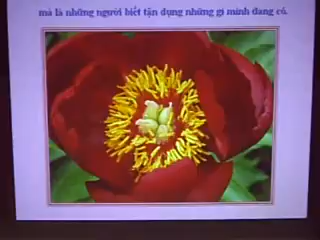 mà là những người biết tận dụng những gì mình đang có.